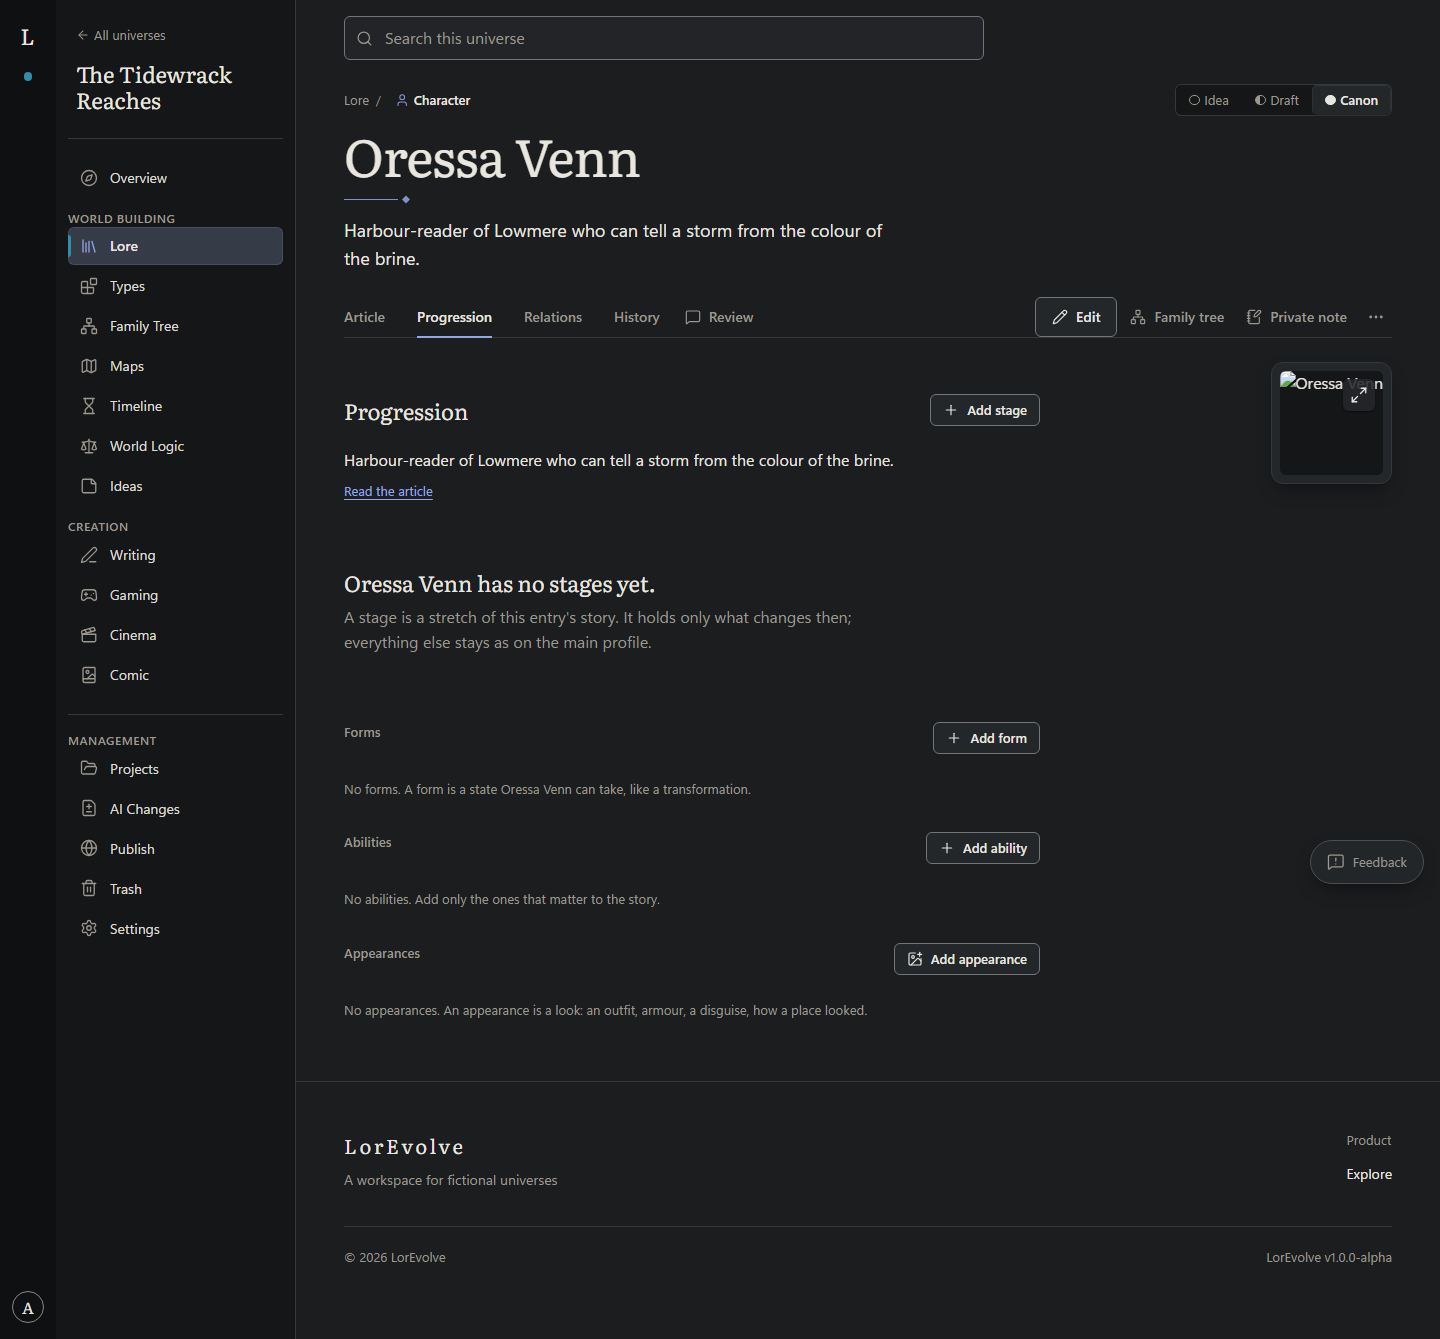 L
All universes
The Tidewrack
Reaches
Overview
WORLD BUILDING
Lore
Types
Family Tree
Maps
Timeline
World Logic
Ideas
CREATION
Writing
Gaming
Cinema
Comic
MANAGEMENT
Projects
AI Changes
Publish
Trash
Settings
A
Search this universe
Lore / Character
Idea Draft Canon
Oressa Venn
Harbour-reader of Lowmere who can tell a storm from the colour of
the brine.
Article Progression Relations History Review Edit Family tree Private note
Oressa Venn
Progression
Add stage
Harbour-reader of Lowmere who can tell a storm from the colour of the brine.
Read the article
Oressa Venn has no stages yet.
A stage is a stretch of this entry's story. It holds only what changes then;
everything else stays as on the main profile.
Forms
Add form
No forms. A form is a state Oressa Venn can take, like a transformation.
Abilities
Add ability
No abilities. Add only the ones that matter to the story.
Appearances
Add appearance
No appearances. An appearance is a look: an outfit, armour, a disguise, how a place looked.
Feedback
LorEvolve
A workspace for fictional universes
Product
Explore
© 2026 LorEvolve
LorEvolve v1.0.0-alpha